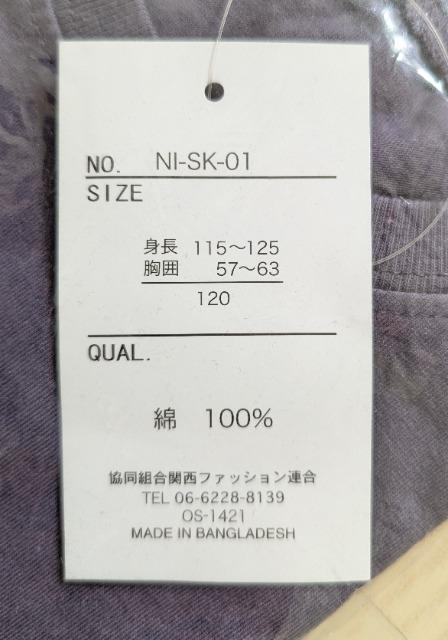 NO. NI-SK-01
SIZE
身長 115〜125
胸囲 57〜63
120
QUAL.
綿 100%
協同組合関西ファッション連合
TEL 06-6228-8139
OS-1421
MADE IN BANGLADESH